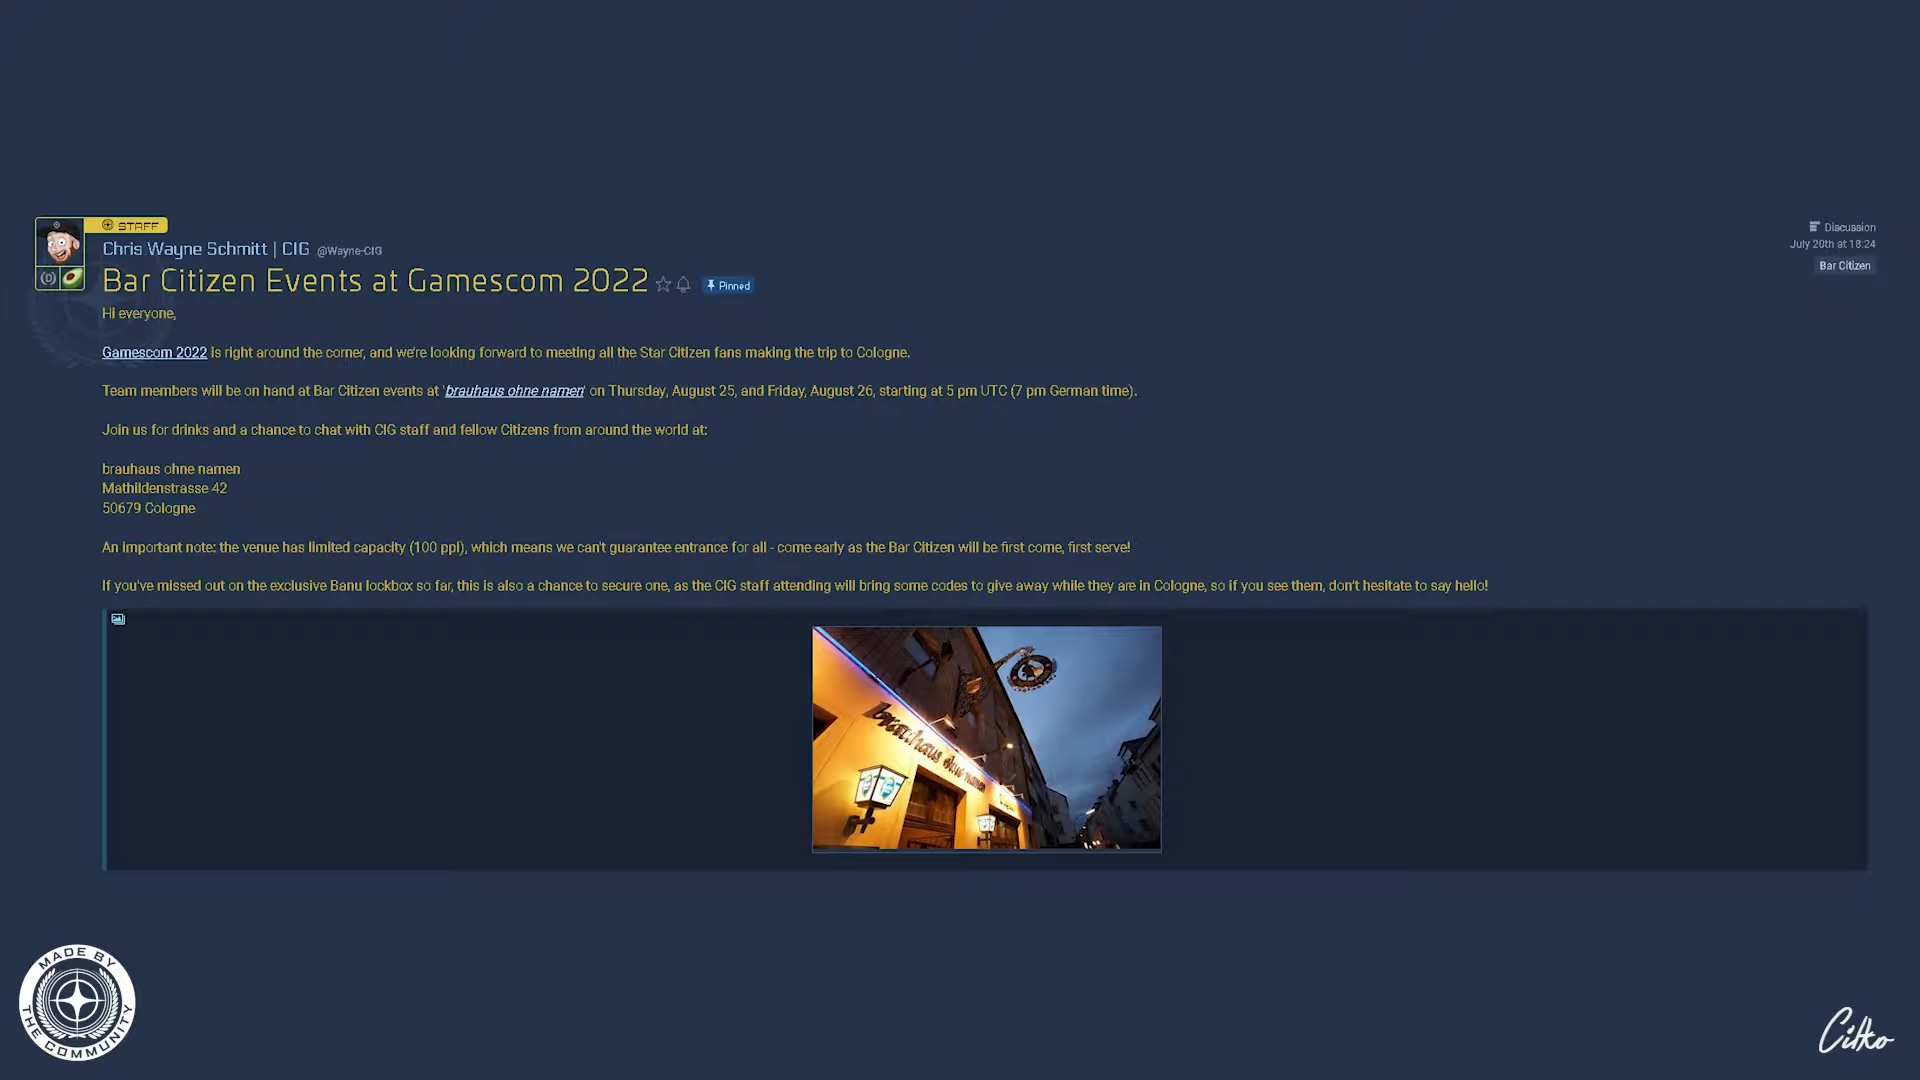 STAFF
Chris Wayne Schmitt | CIG @Wayne-CIG
Bar Citizen Events at Gamescom 2022 Pinned
Discussion
July 20th at 18:24
Bar Citizen
Hi everyone,
Gamescom 2022 is right around the corner, and we're looking forward to meeting all the Star Citizen fans making the trip to Cologne.
Team members will be on hand at Bar Citizen events at 'brauhaus ohne namen' on Thursday, August 25, and Friday, August 26, starting at 5 pm UTC (7 pm German time).
Join us for drinks and a chance to chat with CIG staff and fellow Citizens from around the world at:
brauhaus ohne namen
Mathildenstrasse 42
50679 Cologne
An important note: the venue has limited capacity (100 ppl), which means we can't guarantee entrance for all - come early as the Bar Citizen will be first come, first serve!
If you've missed out on the exclusive Banu lockbox so far, this is also a chance to secure one, as the CIG staff attending will bring some codes to give away while they are in Cologne, so if you see them, don't hesitate to say hello!
brauhaus ohne namen
MADE BY
THE COMMUNITY